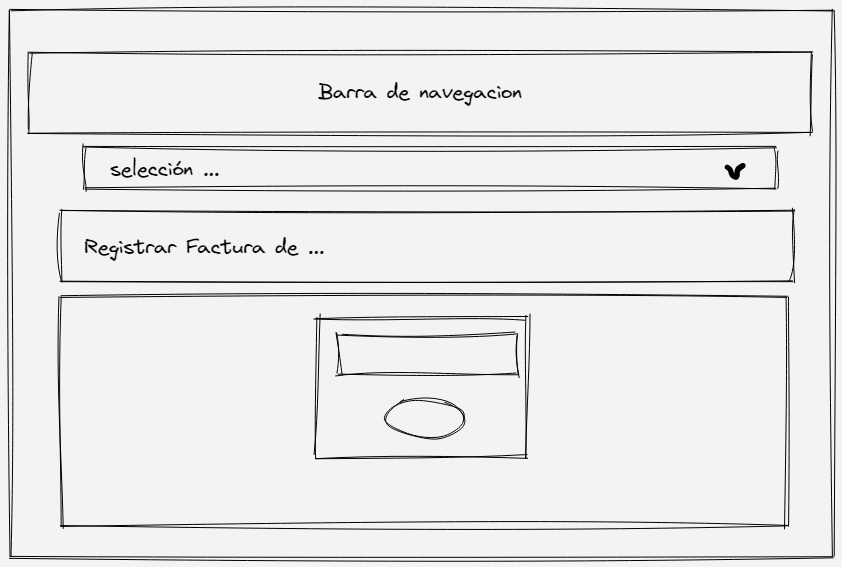 Barra de navegacion
selección ...
Registrar Factura de ...